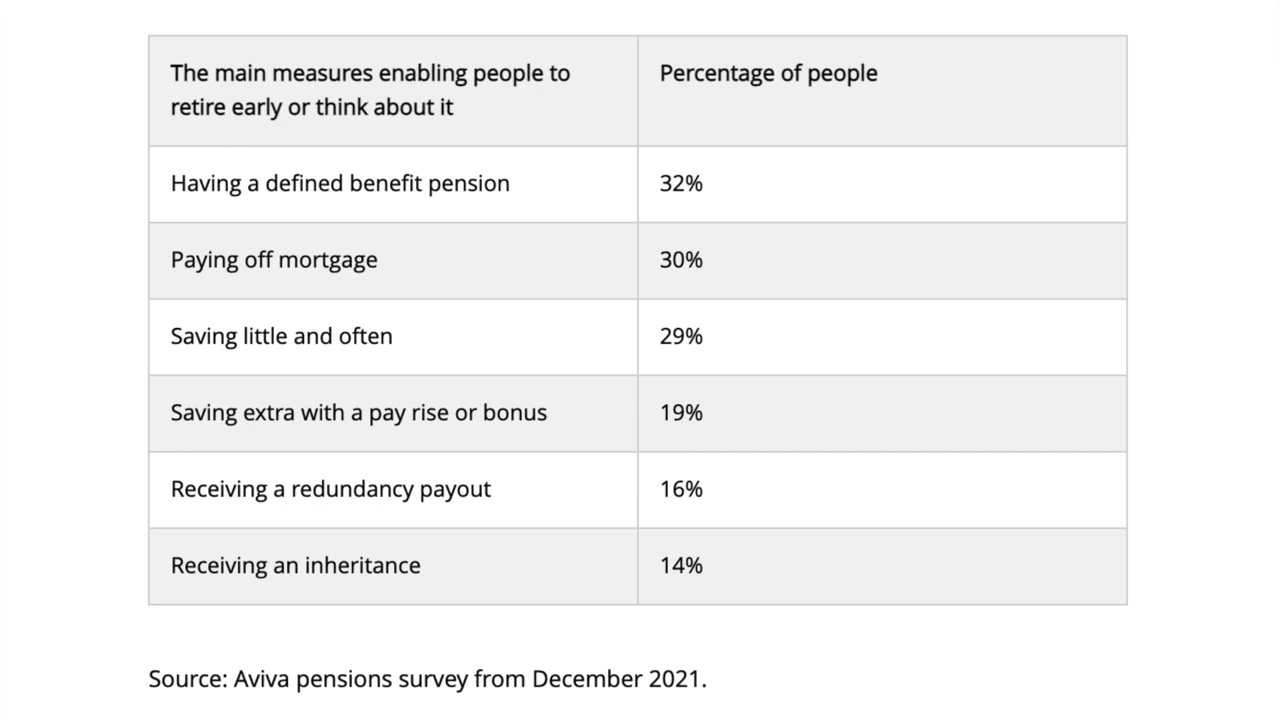 The main measures enabling people to
retire early or think about it
Percentage of people
Having a defined benefit pension
32%
Paying off mortgage
30%
Saving little and often
29%
Saving extra with a pay rise or bonus
19%
Receiving a redundancy payout
16%
Receiving an inheritance
14%
Source: Aviva pensions survey from December 2021.